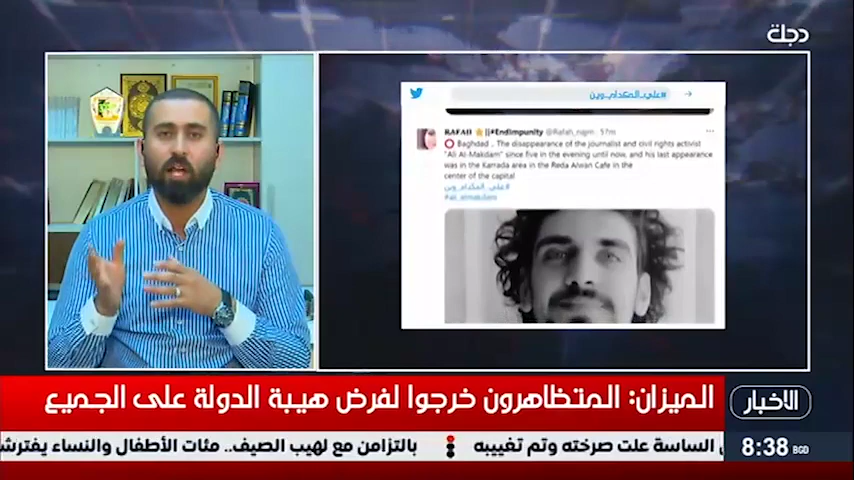 دجلة
#علي_المكدام_وين
RAFAH ||#EndImpunity @Rafah_najm · 57m
Baghdad .. The disappearance of the journalist and civil rights activist
"Ali Al-Makdam" since five in the evening until now, and his last appearance
was in the Karrada area in the Reda Alwan Cafe in the
center of the capital
#علي_المكدام_وين
الاخبار
الميزان: المتظاهرون خرجوا لفرض هيبة الدولة على الجميع
8:38 BGD
الساسة علت صرخته وتم تغييبه
بالتزامن مع لهيب الصيف.. مئات الأطفال والنساء يفترش